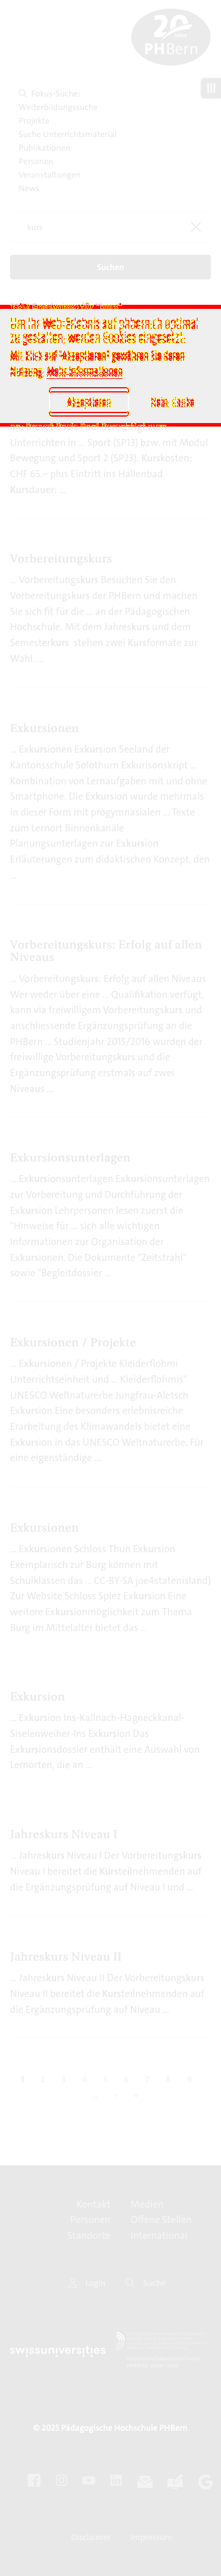 20 Jahre
PHBern
Fokus-Suche:
Weiterbildungssuche
Projekte
Suche Unterrichtsmaterial
Publikationen
Personen
Veranstaltungen
News
kurs
Suchen
Um Ihr Web-Erlebnis auf phbern.ch optimal
zu gestalten, werden Cookies eingesetzt.
Mit Klick auf "Akzeptieren" gewähren Sie deren
Nutzung. Mehr Informationen
Akzeptieren
Nein, danke
Unterrichten in ... Sport (SP13) bzw. mit Modul
Bewegung und Sport 2 (SP23). Kurskosten:
CHF 65.– plus Eintritt ins Hallenbad
Kursdauer: ...
Vorbereitungskurs
... Vorbereitungskurs Besuchen Sie den
Vorbereitungskurs der PHBern und machen
Sie sich fit für die ... an der Pädagogischen
Hochschule. Mit dem Jahreskurs und dem
Semesterkurs stehen zwei Kursformate zur
Wahl. ...
Exkursionen
... Exkursionen Exkursion Seeland der
Kantonsschule Solothurn Exkurisonskript ...
Kombination von Lernaufgaben mit und ohne
Smartphone. Die Exkursion wurde mehrmals
in dieser Form mit progymnasialen ... Texte
zum Lernort Binnenkanäle
Planungsunterlagen zur Exkursion
Erläuterungen zum didaktischen Konzept, den
...
Vorbereitungskurs: Erfolg auf allen
Niveaus
... Vorbereitungskurs: Erfolg auf allen Niveaus
Wer weder über eine ... Qualifikation verfügt,
kann via freiwilligem Vorbereitungskurs und
anschliessende Ergänzungsprüfung an die
PHBern ... Studienjahr 2015/2016 wurden der
freiwillige Vorbereitungskurs und die
Ergänzungsprüfung erstmals auf zwei
Niveaus ...
Exkursionsunterlagen
... Exkursionsunterlagen Exkursionsunterlagen
zur Vorbereitung und Durchführung der
Exkursion Lehrpersonen lesen zuerst die
"Hinweise für ... sich alle wichtigen
Informationen zur Organisation der
Exkursionen. Die Dokumente "Zeitstrahl"
sowie "Begleitdossier ...
Exkursionen / Projekte
... Exkursionen / Projekte Kleiderflohmi
Unterrichtseinheit und ... Kleiderflohmis"
UNESCO Weltnaturerbe Jungfrau-Aletsch
Exkursion Eine besonders erlebnisreiche
Erarbeitung des Klimawandels bietet eine
Exkursion in das UNESCO Weltnaturerbe. Für
eine eigenständige ...
Exkursionen
... Exkursionen Schloss Thun Exkursion
Exemplarisch zur Burg können mit
Schulklassen das ... CC-BY-SA joe4statenisland)
Zur Website Schloss Spiez Exkursion Eine
weitere Exkursionmöglichkeit zum Thema
Burg im Mittelalter bietet das ...
Exkursion
... Exkursion Ins-Kallnach-Hagneckkanal-
Siselenweiher-Ins Exkursion Das
Exkursionsdossier enthält eine Auswahl von
Lernorten, die an ...
Jahreskurs Niveau I
... Jahreskurs Niveau I Der Vorbereitungskurs
Niveau I bereitet die Kursteilnehmenden auf
die Ergänzungsprüfung auf Niveau I und ...
Jahreskurs Niveau II
... Jahreskurs Niveau II Der Vorbereitungskurs
Niveau II bereitet die Kursteilnehmenden auf
die Ergänzungsprüfung auf Niveau ...
1 2 3 4 5 6 7 8 9
Kontakt
Medien
Personen
Offene Stellen
Standorte
International
Login
Suche
swissuniversities
© 2025 Pädagogische Hochschule PHBern
Disclaimer
Impressum